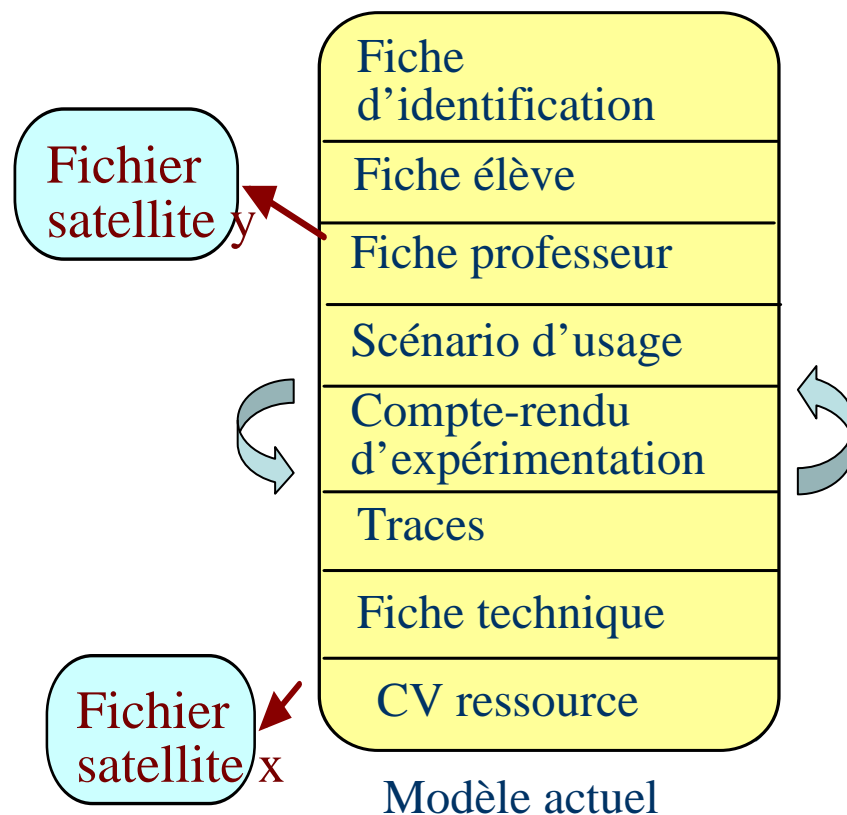 Fiche
d’identification
Fichier
satellite y
Fiche élève
Fiche professeur
Scénario d’usage
Compte-rendu
d’expérimentation
Traces
Fiche technique
CV ressource
Fichier
satellite x
Modèle actuel